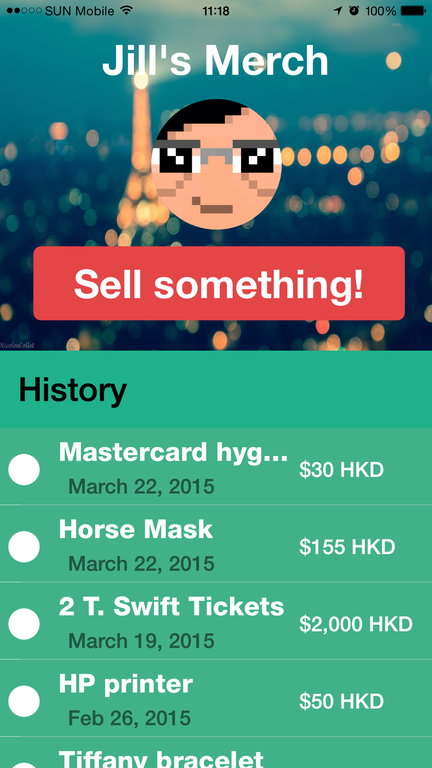 SUN Mobile
11:18
100%
Jill's Merch
Sell something!
NicolasCollet
History
Mastercard hyg...
March 22, 2015
$30 HKD
Horse Mask
March 22, 2015
$155 HKD
2 T. Swift Tickets
March 19, 2015
$2,000 HKD
HP printer
Feb 26, 2015
$50 HKD
Tiffany bracelet